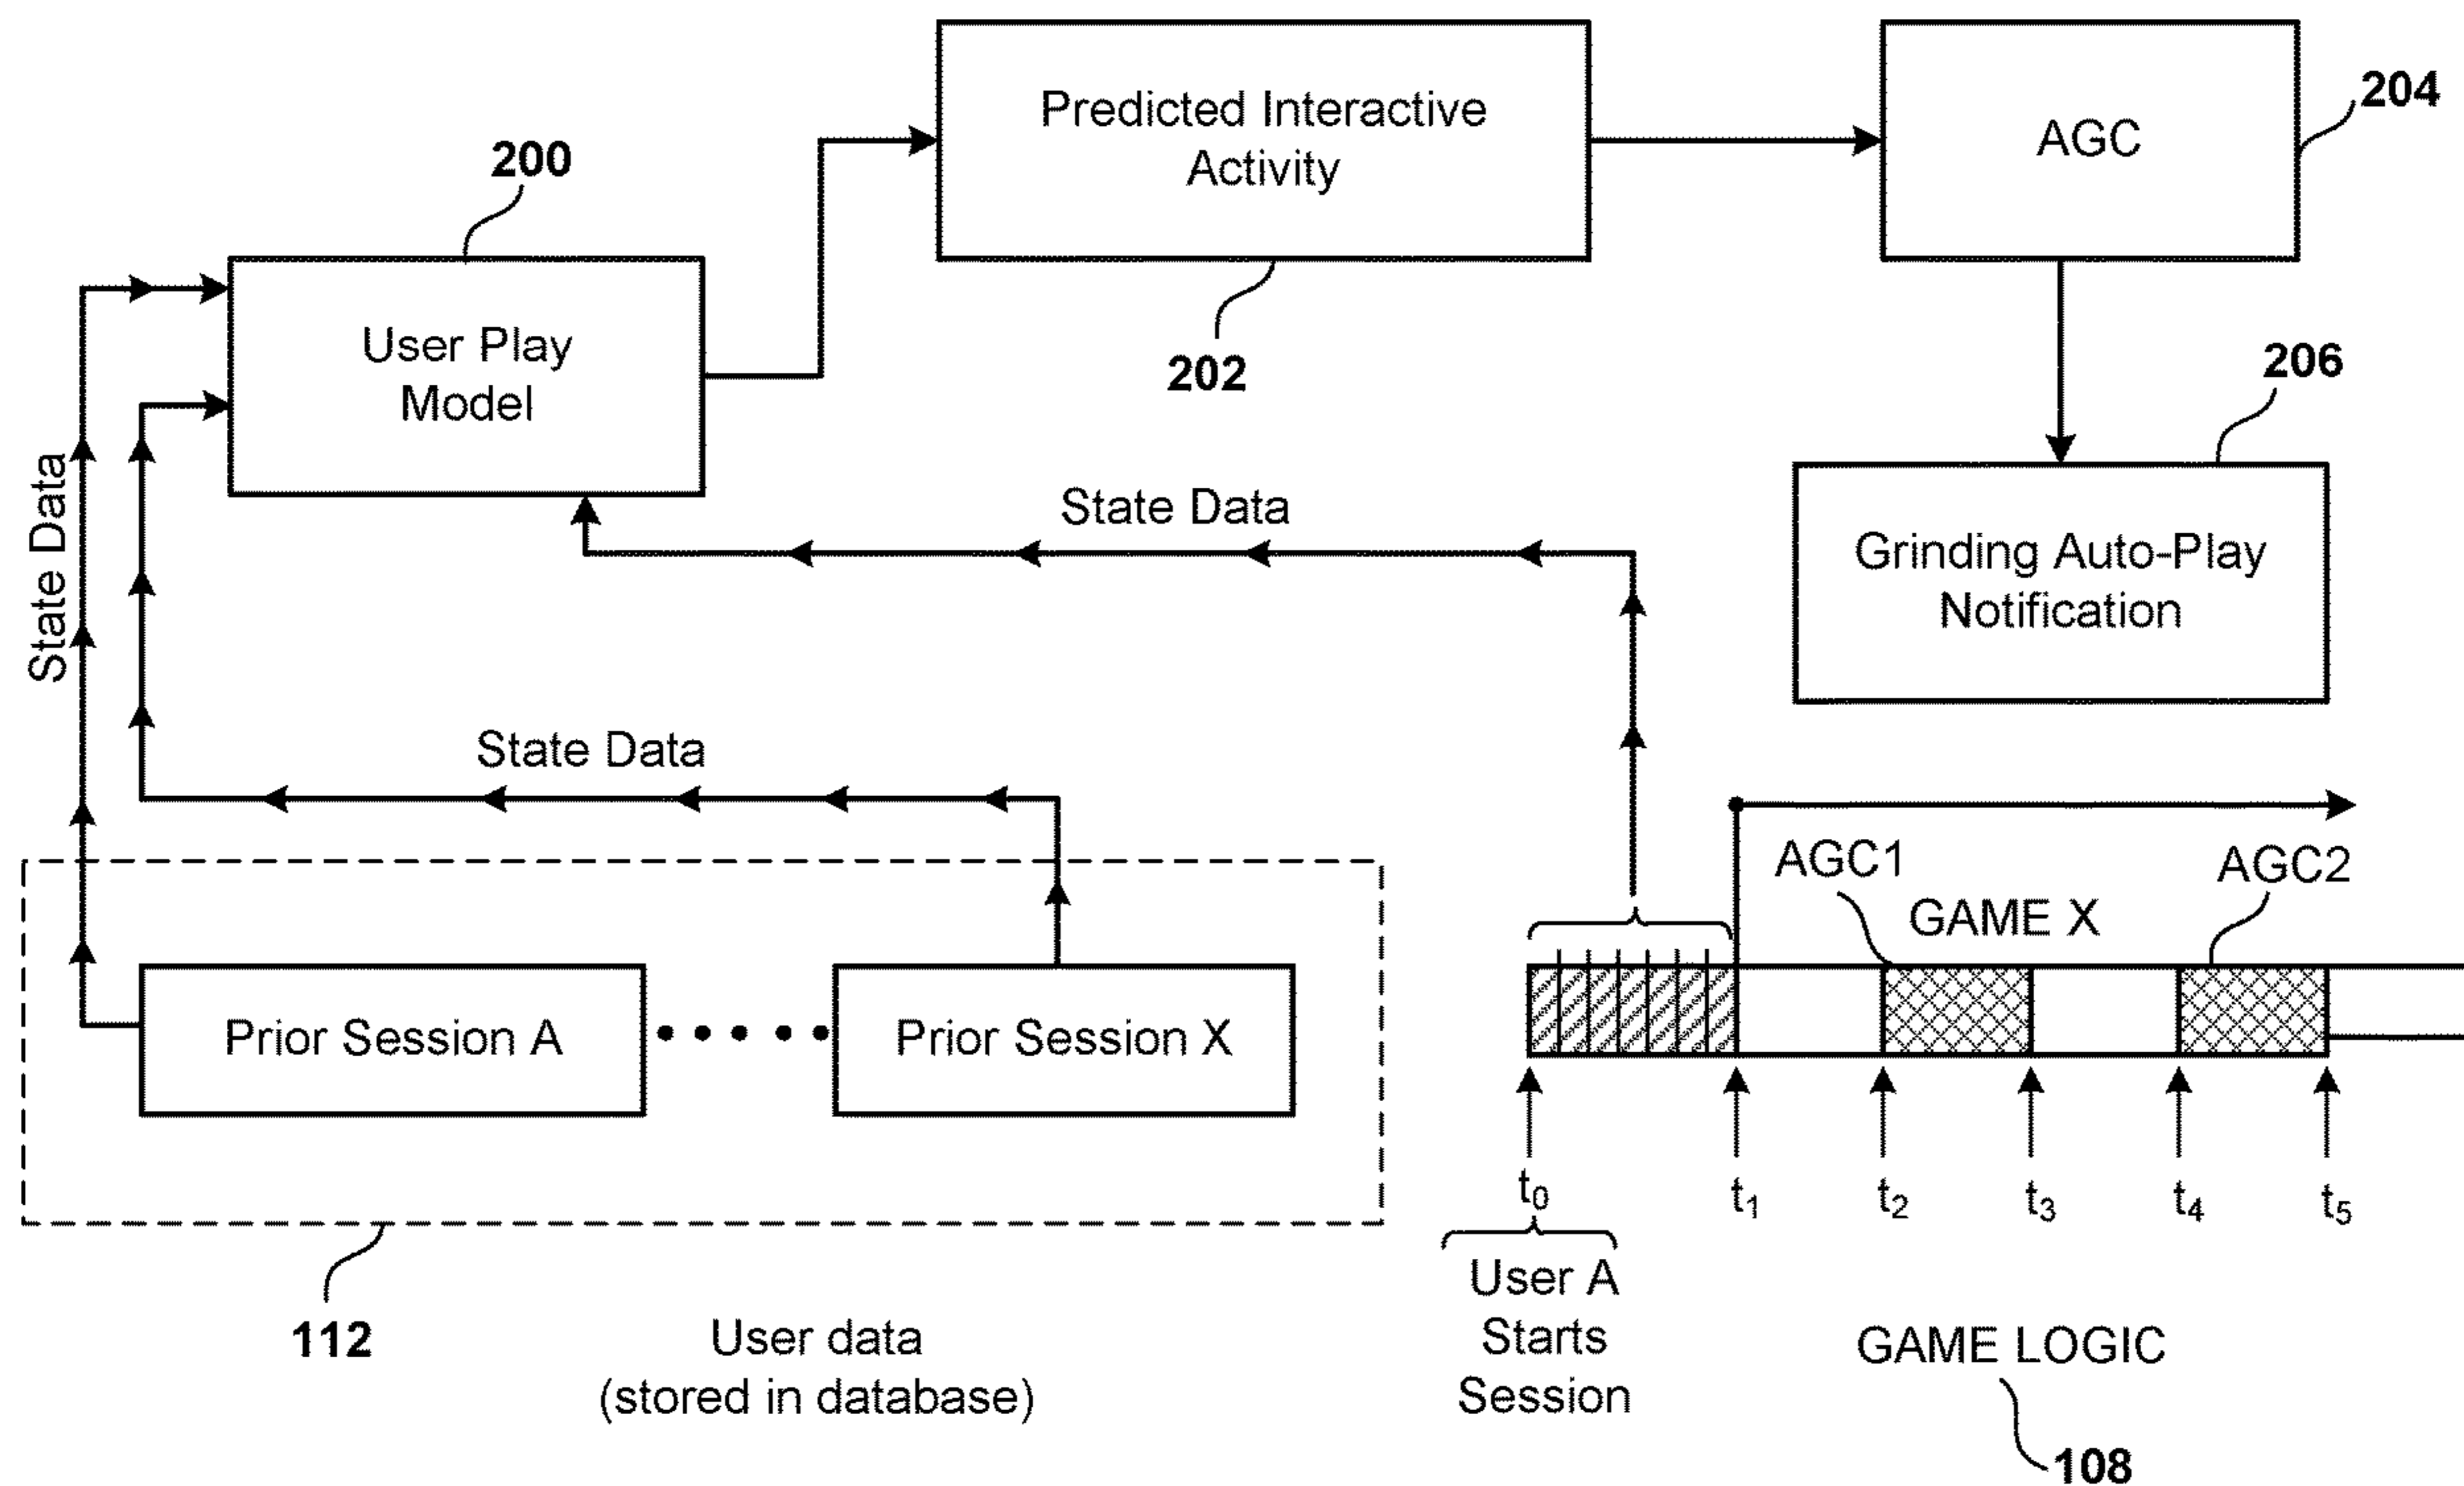 Predicted Interactive
Activity
202
AGC
204
200
User Play
Model
206
Grinding Auto-Play
Notification
State Data
State Data
State Data
Prior Session A
Prior Session X
112
User data
(stored in database)
AGC1
AGC2
GAME X
t0
t1
t2
t3
t4
t5
User A
Starts
Session
GAME LOGIC
108